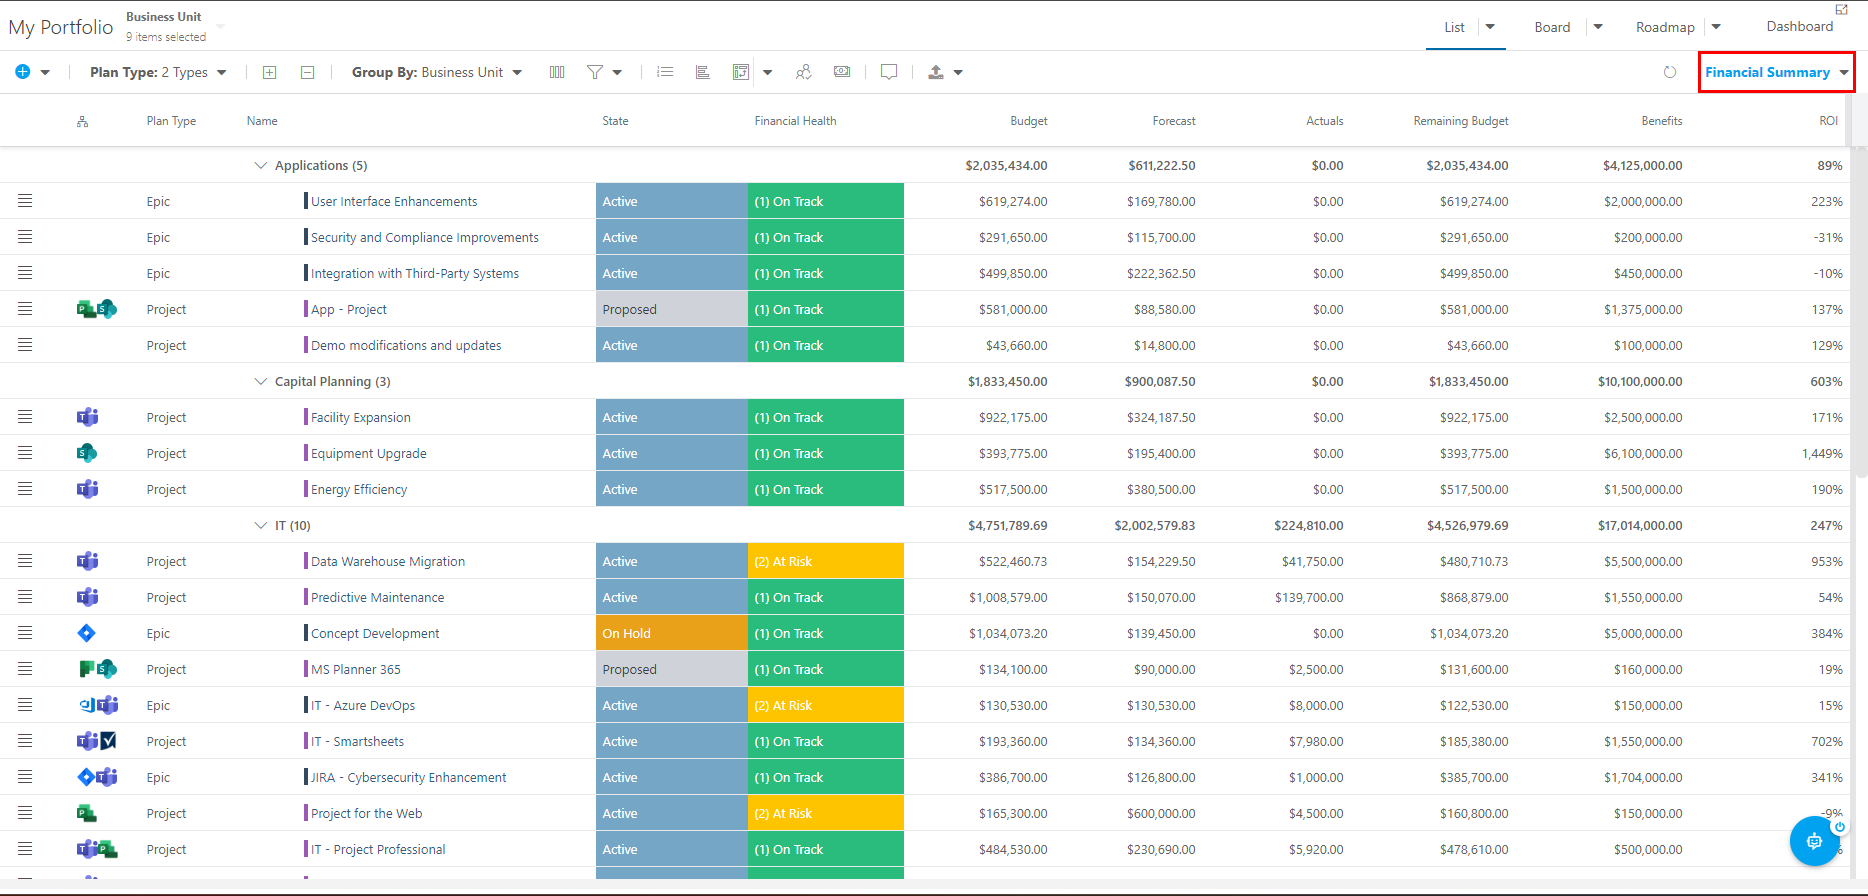 My Portfolio
Business Unit
9 items selected
List Board Roadmap Dashboard
Plan Type: 2 Types Group By: Business Unit Financial Summary
Plan Type Name State Financial Health Budget Forecast Actuals Remaining Budget Benefits ROI
Applications (5) $2,035,434.00 $611,222.50 $0.00 $2,035,434.00 $4,125,000.00 89%
Epic User Interface Enhancements Active (1) On Track $619,274.00 $169,780.00 $0.00 $619,274.00 $2,000,000.00 223%
Epic Security and Compliance Improvements Active (1) On Track $291,650.00 $115,700.00 $0.00 $291,650.00 $200,000.00 -31%
Epic Integration with Third-Party Systems Active (1) On Track $499,850.00 $222,362.50 $0.00 $499,850.00 $450,000.00 -10%
Project App - Project Proposed (1) On Track $581,000.00 $88,580.00 $0.00 $581,000.00 $1,375,000.00 137%
Project Demo modifications and updates Active (1) On Track $43,660.00 $14,800.00 $0.00 $43,660.00 $100,000.00 129%
Capital Planning (3) $1,833,450.00 $900,087.50 $0.00 $1,833,450.00 $10,100,000.00 603%
Project Facility Expansion Active (1) On Track $922,175.00 $324,187.50 $0.00 $922,175.00 $2,500,000.00 171%
Project Equipment Upgrade Active (1) On Track $393,775.00 $195,400.00 $0.00 $393,775.00 $6,100,000.00 1,449%
Project Energy Efficiency Active (1) On Track $517,500.00 $380,500.00 $0.00 $517,500.00 $1,500,000.00 190%
IT (10) $4,751,789.69 $2,002,579.83 $224,810.00 $4,526,979.69 $17,014,000.00 247%
Project Data Warehouse Migration Active (2) At Risk $522,460.73 $154,229.50 $41,750.00 $480,710.73 $5,500,000.00 953%
Project Predictive Maintenance Active (1) On Track $1,008,579.00 $150,070.00 $139,700.00 $868,879.00 $1,550,000.00 54%
Epic Concept Development On Hold (1) On Track $1,034,073.20 $139,450.00 $0.00 $1,034,073.20 $5,000,000.00 384%
Project MS Planner 365 Proposed (1) On Track $134,100.00 $90,000.00 $2,500.00 $131,600.00 $160,000.00 19%
Epic IT - Azure DevOps Active (2) At Risk $130,530.00 $130,530.00 $8,000.00 $122,530.00 $150,000.00 15%
Project IT - Smartsheets Active (1) On Track $193,360.00 $134,360.00 $7,980.00 $185,380.00 $1,550,000.00 702%
Epic JIRA - Cybersecurity Enhancement Active (1) On Track $386,700.00 $126,800.00 $1,000.00 $385,700.00 $1,704,000.00 341%
Project Project for the Web Active (2) At Risk $165,300.00 $600,000.00 $4,500.00 $160,800.00 $150,000.00 -9%
Project IT - Project Professional Active (1) On Track $484,530.00 $230,690.00 $5,920.00 $478,610.00 $500,000.00